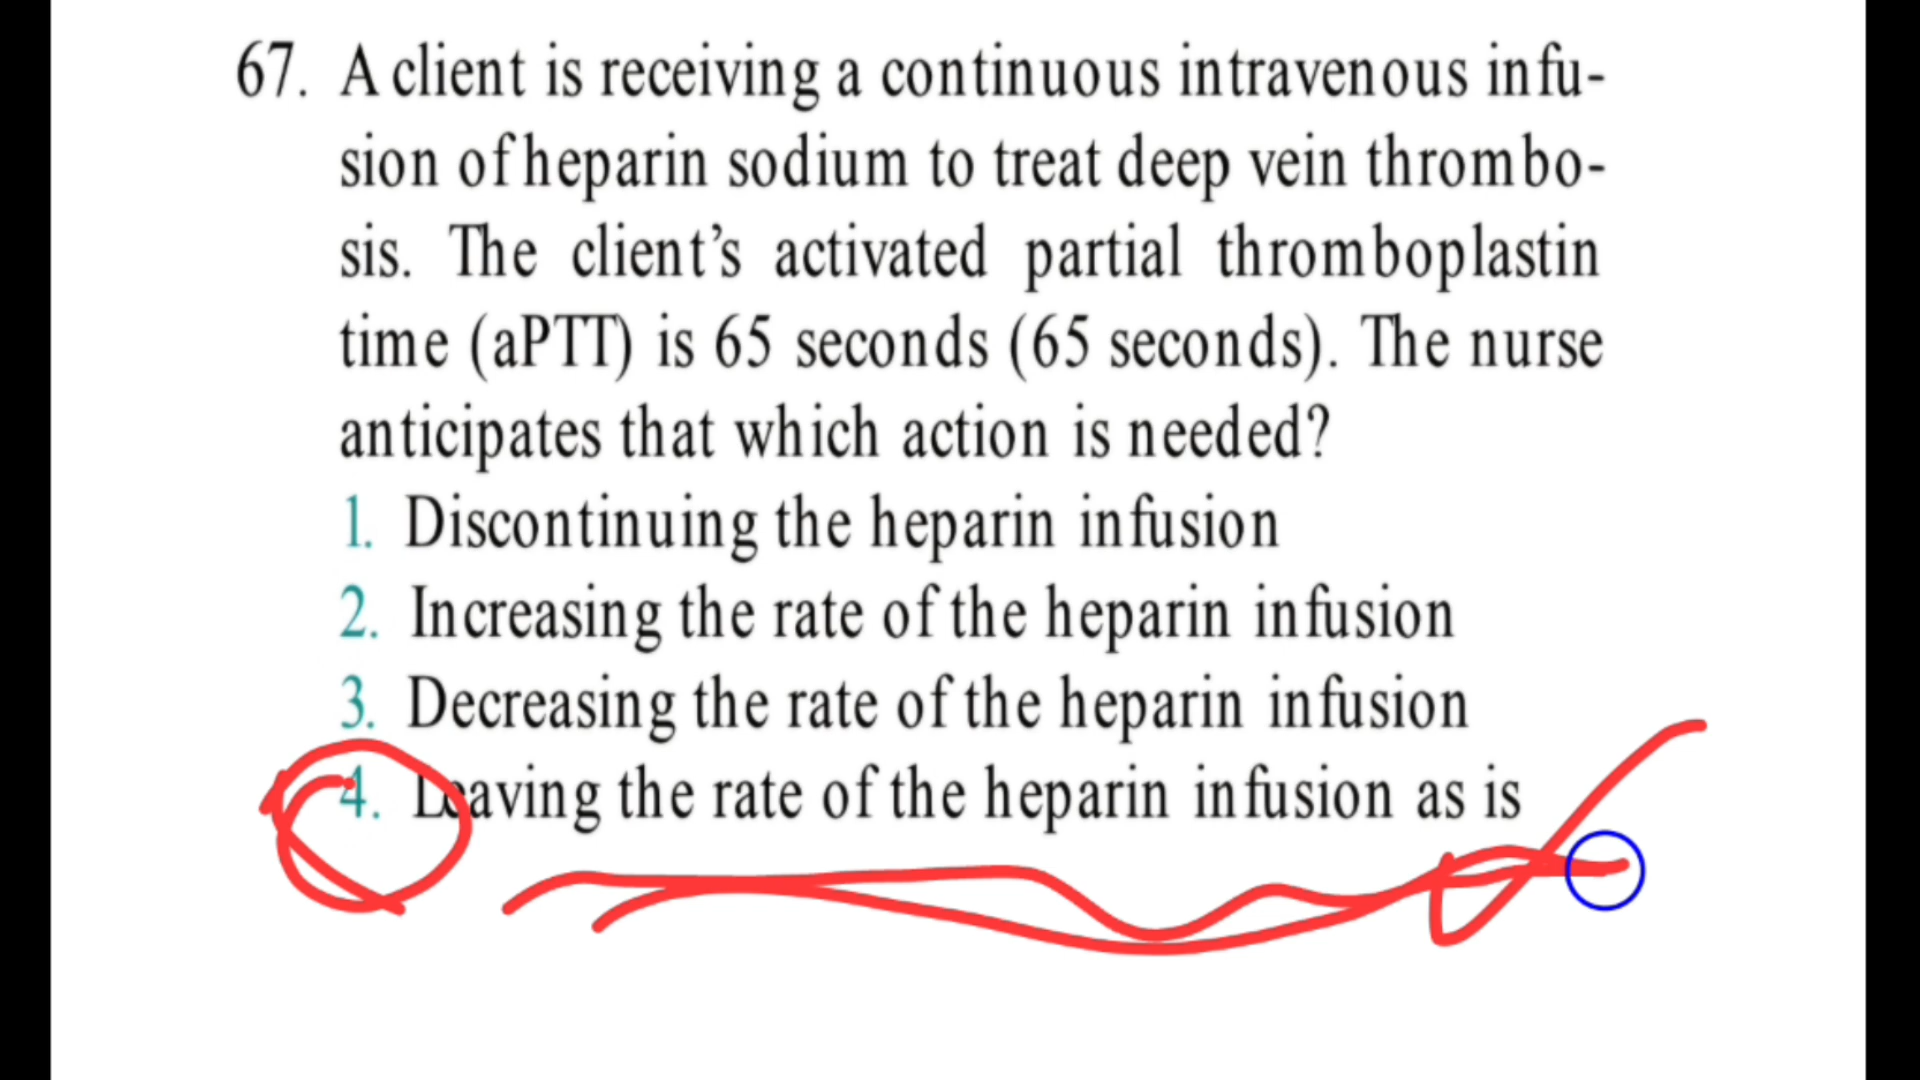 67. A client is receiving a continuous intravenous infu-
sion of heparin sodium to treat deep vein thrombo-
sis. The client's activated partial thromboplastin
time (aPTT) is 65 seconds (65 seconds). The nurse
anticipates that which action is needed?
1. Discontinuing the heparin infusion
2. Increasing the rate of the heparin infusion
3. Decreasing the rate of the heparin infusion
4. Leaving the rate of the heparin infusion as is